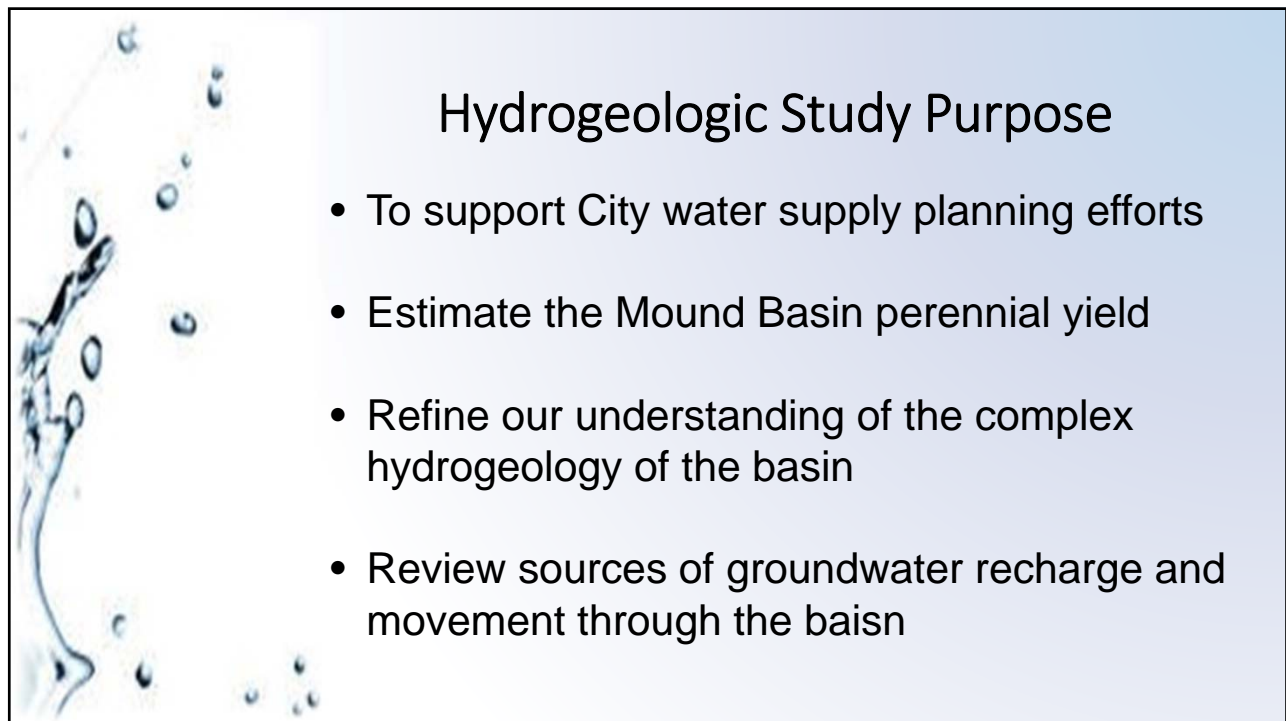 Hydrogeologic Study Purpose
• To support City water supply planning efforts
• Estimate the Mound Basin perennial yield
• Refine our understanding of the complex
hydrogeology of the basin
• Review sources of groundwater recharge and
movement through the baisn